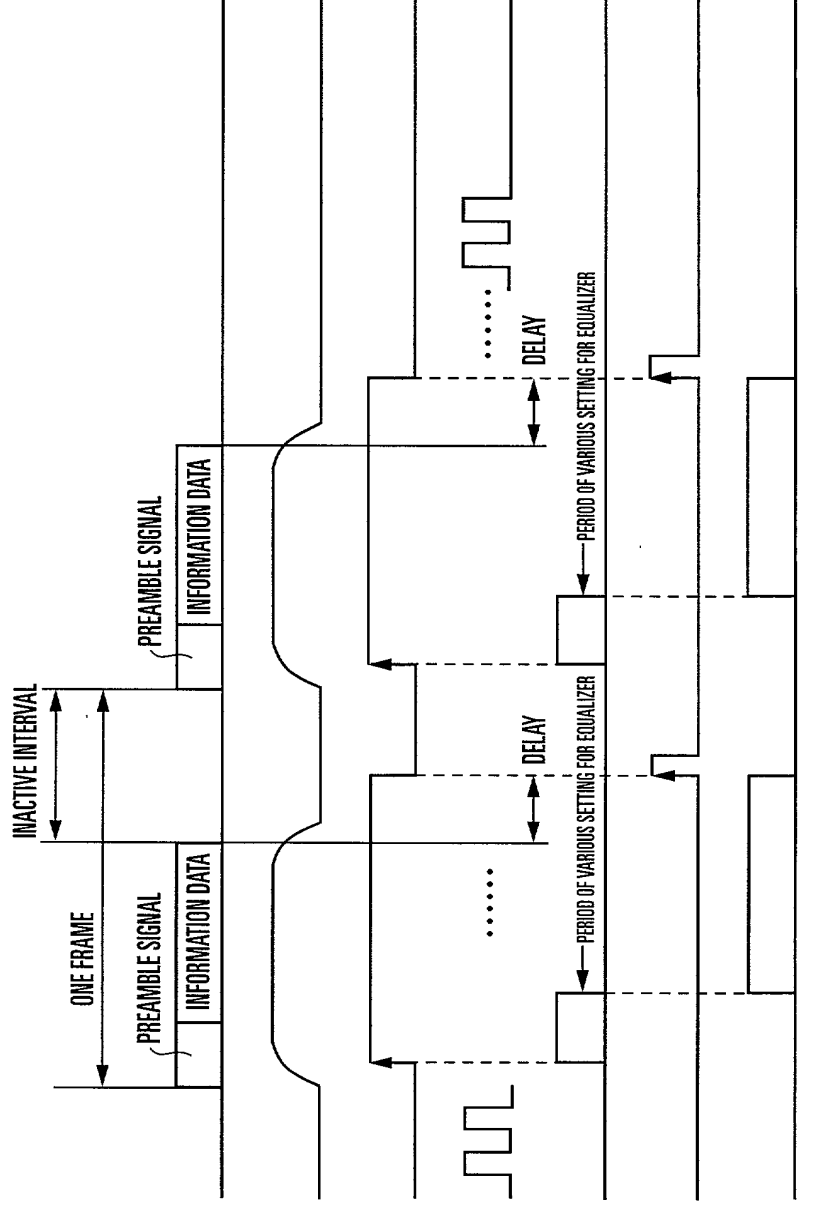 INACTIVE INTERVAL
ONE FRAME
PREAMBLE SIGNAL
PREAMBLE SIGNAL
INFORMATION DATA
INFORMATION DATA
DELAY
DELAY
PERIOD OF VARIOUS SETTING FOR EQUALIZER
PERIOD OF VARIOUS SETTING FOR EQUALIZER